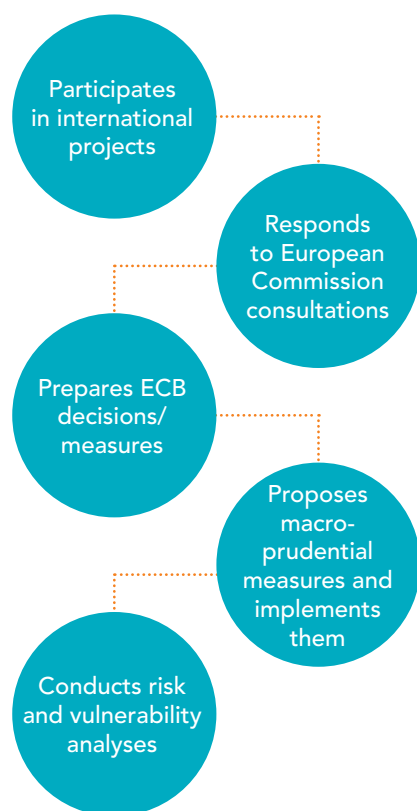 Participates
in international
projects
Responds
to European
Commission
consultations
Prepares ECB
decisions/
measures
Proposes
macro-
prudential
measures and
implements
them
Conducts risk
and vulnerability
analyses